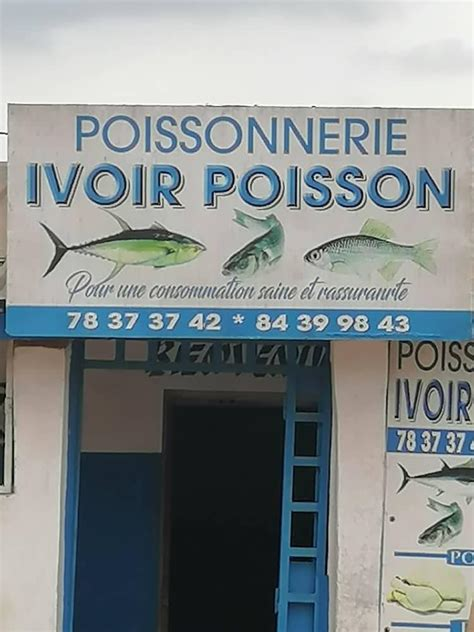 POISSONNERIE
IVOIR POISSON
Pour une consommation saine et rassuranrte
78 37 37 42 * 84 39 98 43
POISS
IVOIR
78 37 37 4